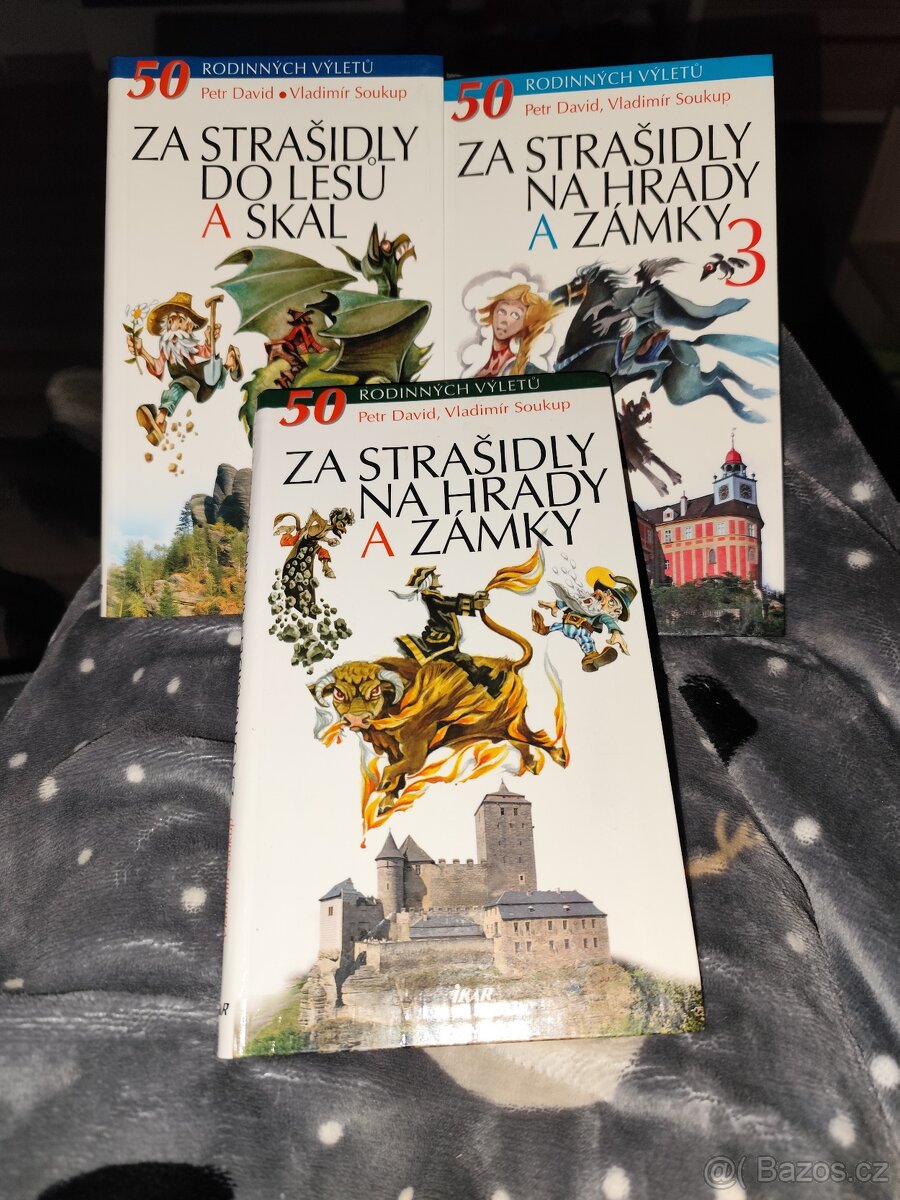 50 RODINNÝCH VÝLETŮ
Petr David • Vladimír Soukup
ZA STRAŠIDLY
DO LESŮ
A SKAL
50 RODINNÝCH VÝLETŮ
Petr David, Vladimír Soukup
ZA STRAŠIDLY
NA HRADY
A ZÁMKY 3
50 RODINNÝCH VÝLETŮ
Petr David, Vladimír Soukup
ZA STRAŠIDLY
NA HRADY
A ZÁMKY
IKAR
@( Bazos.cz